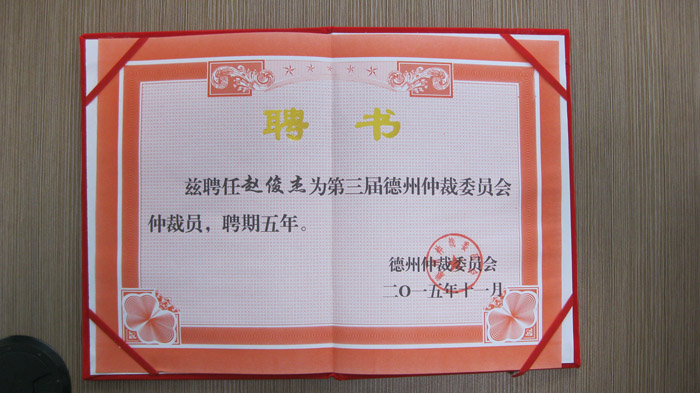 聘书
兹聘任赵俊杰为第三届德州仲裁委员会
仲裁员，聘期五年。
德州仲裁委员会
二〇一五年十一月